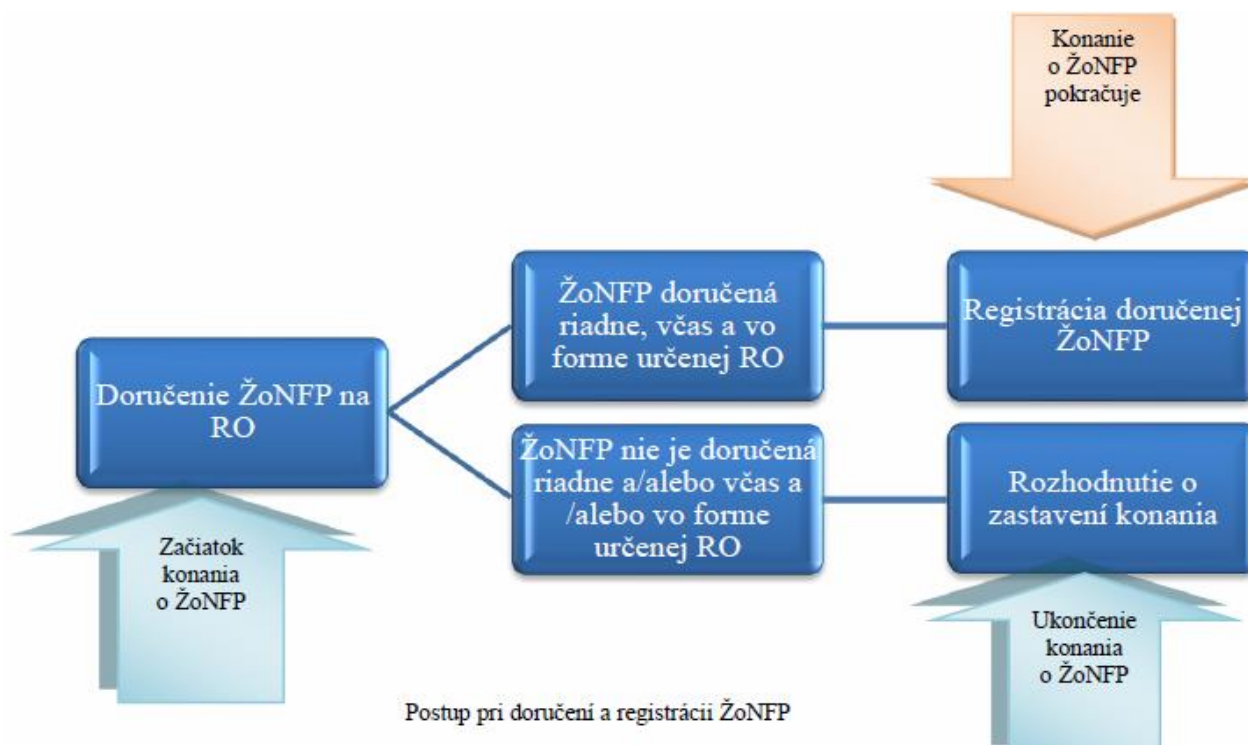 Konanie
o ŽoNFP
pokračuje
ŽoNFP doručená
riadne, včas a vo
forme určenej RO
Registrácia doručenej
ŽoNFP
Doručenie ŽoNFP na
RO
ŽoNFP nie je doručená
riadne a/alebo včas a
/alebo vo forme
určenej RO
Rozhodnutie o
zastavení konania
Začiatok
konania
o ŽoNFP
Ukončenie
konania
o ŽoNFP
Postup pri doručení a registrácii ŽoNFP